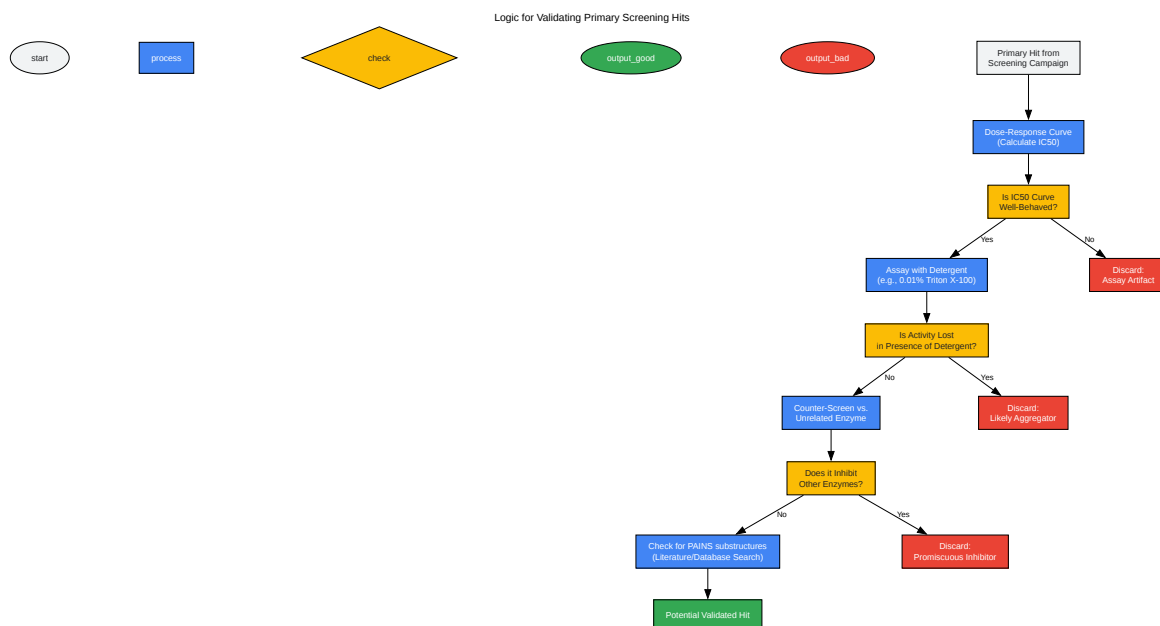 Logic for Validating Primary Screening Hits
start
process
check
output_good
output_bad
Primary Hit from
Screening Campaign
Dose-Response Curve
(Calculate IC50)
Is IC50 Curve
Well-Behaved?
Yes
No
Assay with Detergent
(e.g., 0.01% Triton X-100)
Discard:
Assay Artifact
Is Activity Lost
in Presence of Detergent?
No
Yes
Counter-Screen vs.
Unrelated Enzyme
Discard:
Likely Aggregator
Does it Inhibit
Other Enzymes?
No
Yes
Check for PAINS substructures
(Literature/Database Search)
Discard:
Promiscuous Inhibitor
Potential Validated Hit